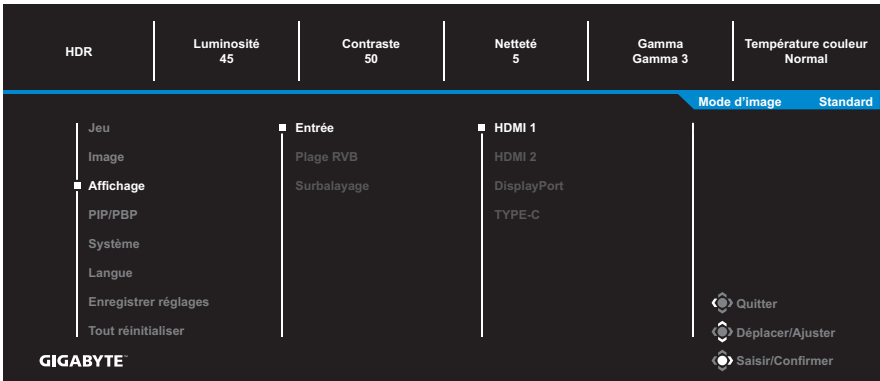 HDR
Luminosité
45
Contraste
50
Netteté
5
Gamma
Gamma 3
Température couleur
Normal
Mode d'image Standard
Jeu
Image
Affichage
PIP/PBP
Système
Langue
Enregistrer réglages
Tout réinitialiser
Entrée
Plage RVB
Surbalayage
HDMI 1
HDMI 2
DisplayPort
TYPE-C
Quitter
Déplacer/Ajuster
Saisir/Confirmer
GIGABYTE™